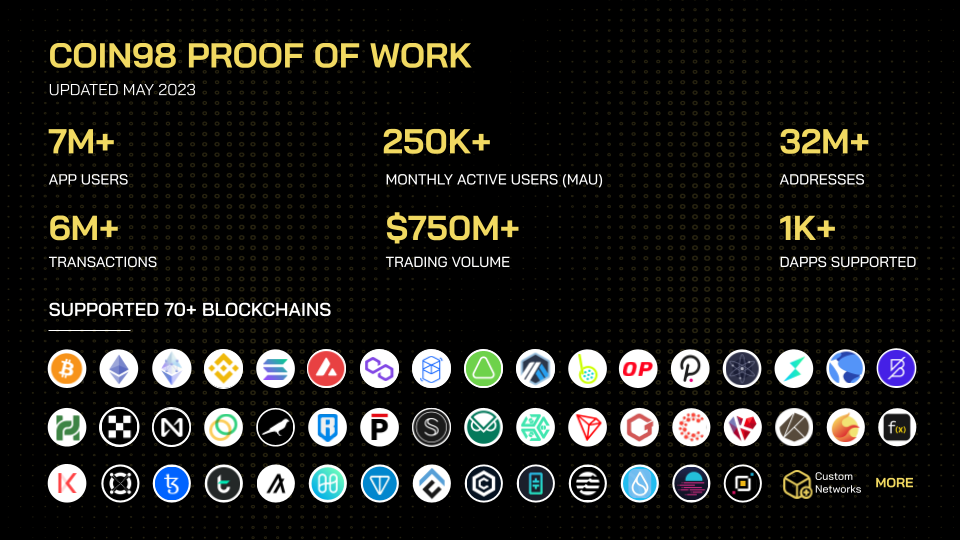 COIN98 PROOF OF WORK
UPDATED MAY 2023
7M+ 250K+ 32M+
APP USERS MONTHLY ACTIVE USERS (MAU) ADDRESSES
6M+ $750M+ 1K+
TRANSACTIONS TRADING VOLUME DAPPS SUPPORTED
SUPPORTED 70+ BLOCKCHAINS
OP
f(x)
Custom
Networks MORE